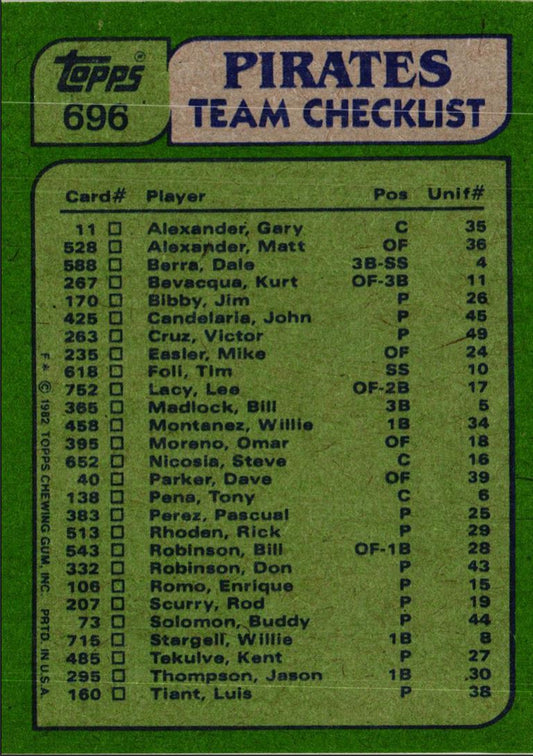 topps®
696
PIRATES
TEAM CHECKLIST
Card# Player Pos Unif#
11 Alexander, Gary C 35
528 Alexander, Matt OF 36
588 Berra, Dale 3B-SS 4
267 Bevacqua, Kurt OF-3B 11
170 Bibby, Jim P 26
425 Candelaria, John P 45
263 Cruz, Victor P 49
235 Easler, Mike OF 24
618 Foli, Tim SS 10
752 Lacy, Lee OF-2B 17
365 Madlock, Bill 3B 5
458 Montanez, Willie 1B 34
395 Moreno, Omar OF 18
652 Nicosia, Steve C 16
40 Parker, Dave OF 39
138 Pena, Tony C 6
383 Perez, Pascual P 25
513 Rhoden, Rick P 29
543 Robinson, Bill OF-1B 28
332 Robinson, Don P 43
106 Romo, Enrique P 15
207 Scurry, Rod P 19
73 Solomon, Buddy P 44
715 Stargell, Willie 1B 8
485 Tekulve, Kent P 27
295 Thompson, Jason 1B 30
160 Tiant, Luis P 38
F * © 1982 TOPPS CHEWING GUM, INC. PRTD. IN U.S.A.